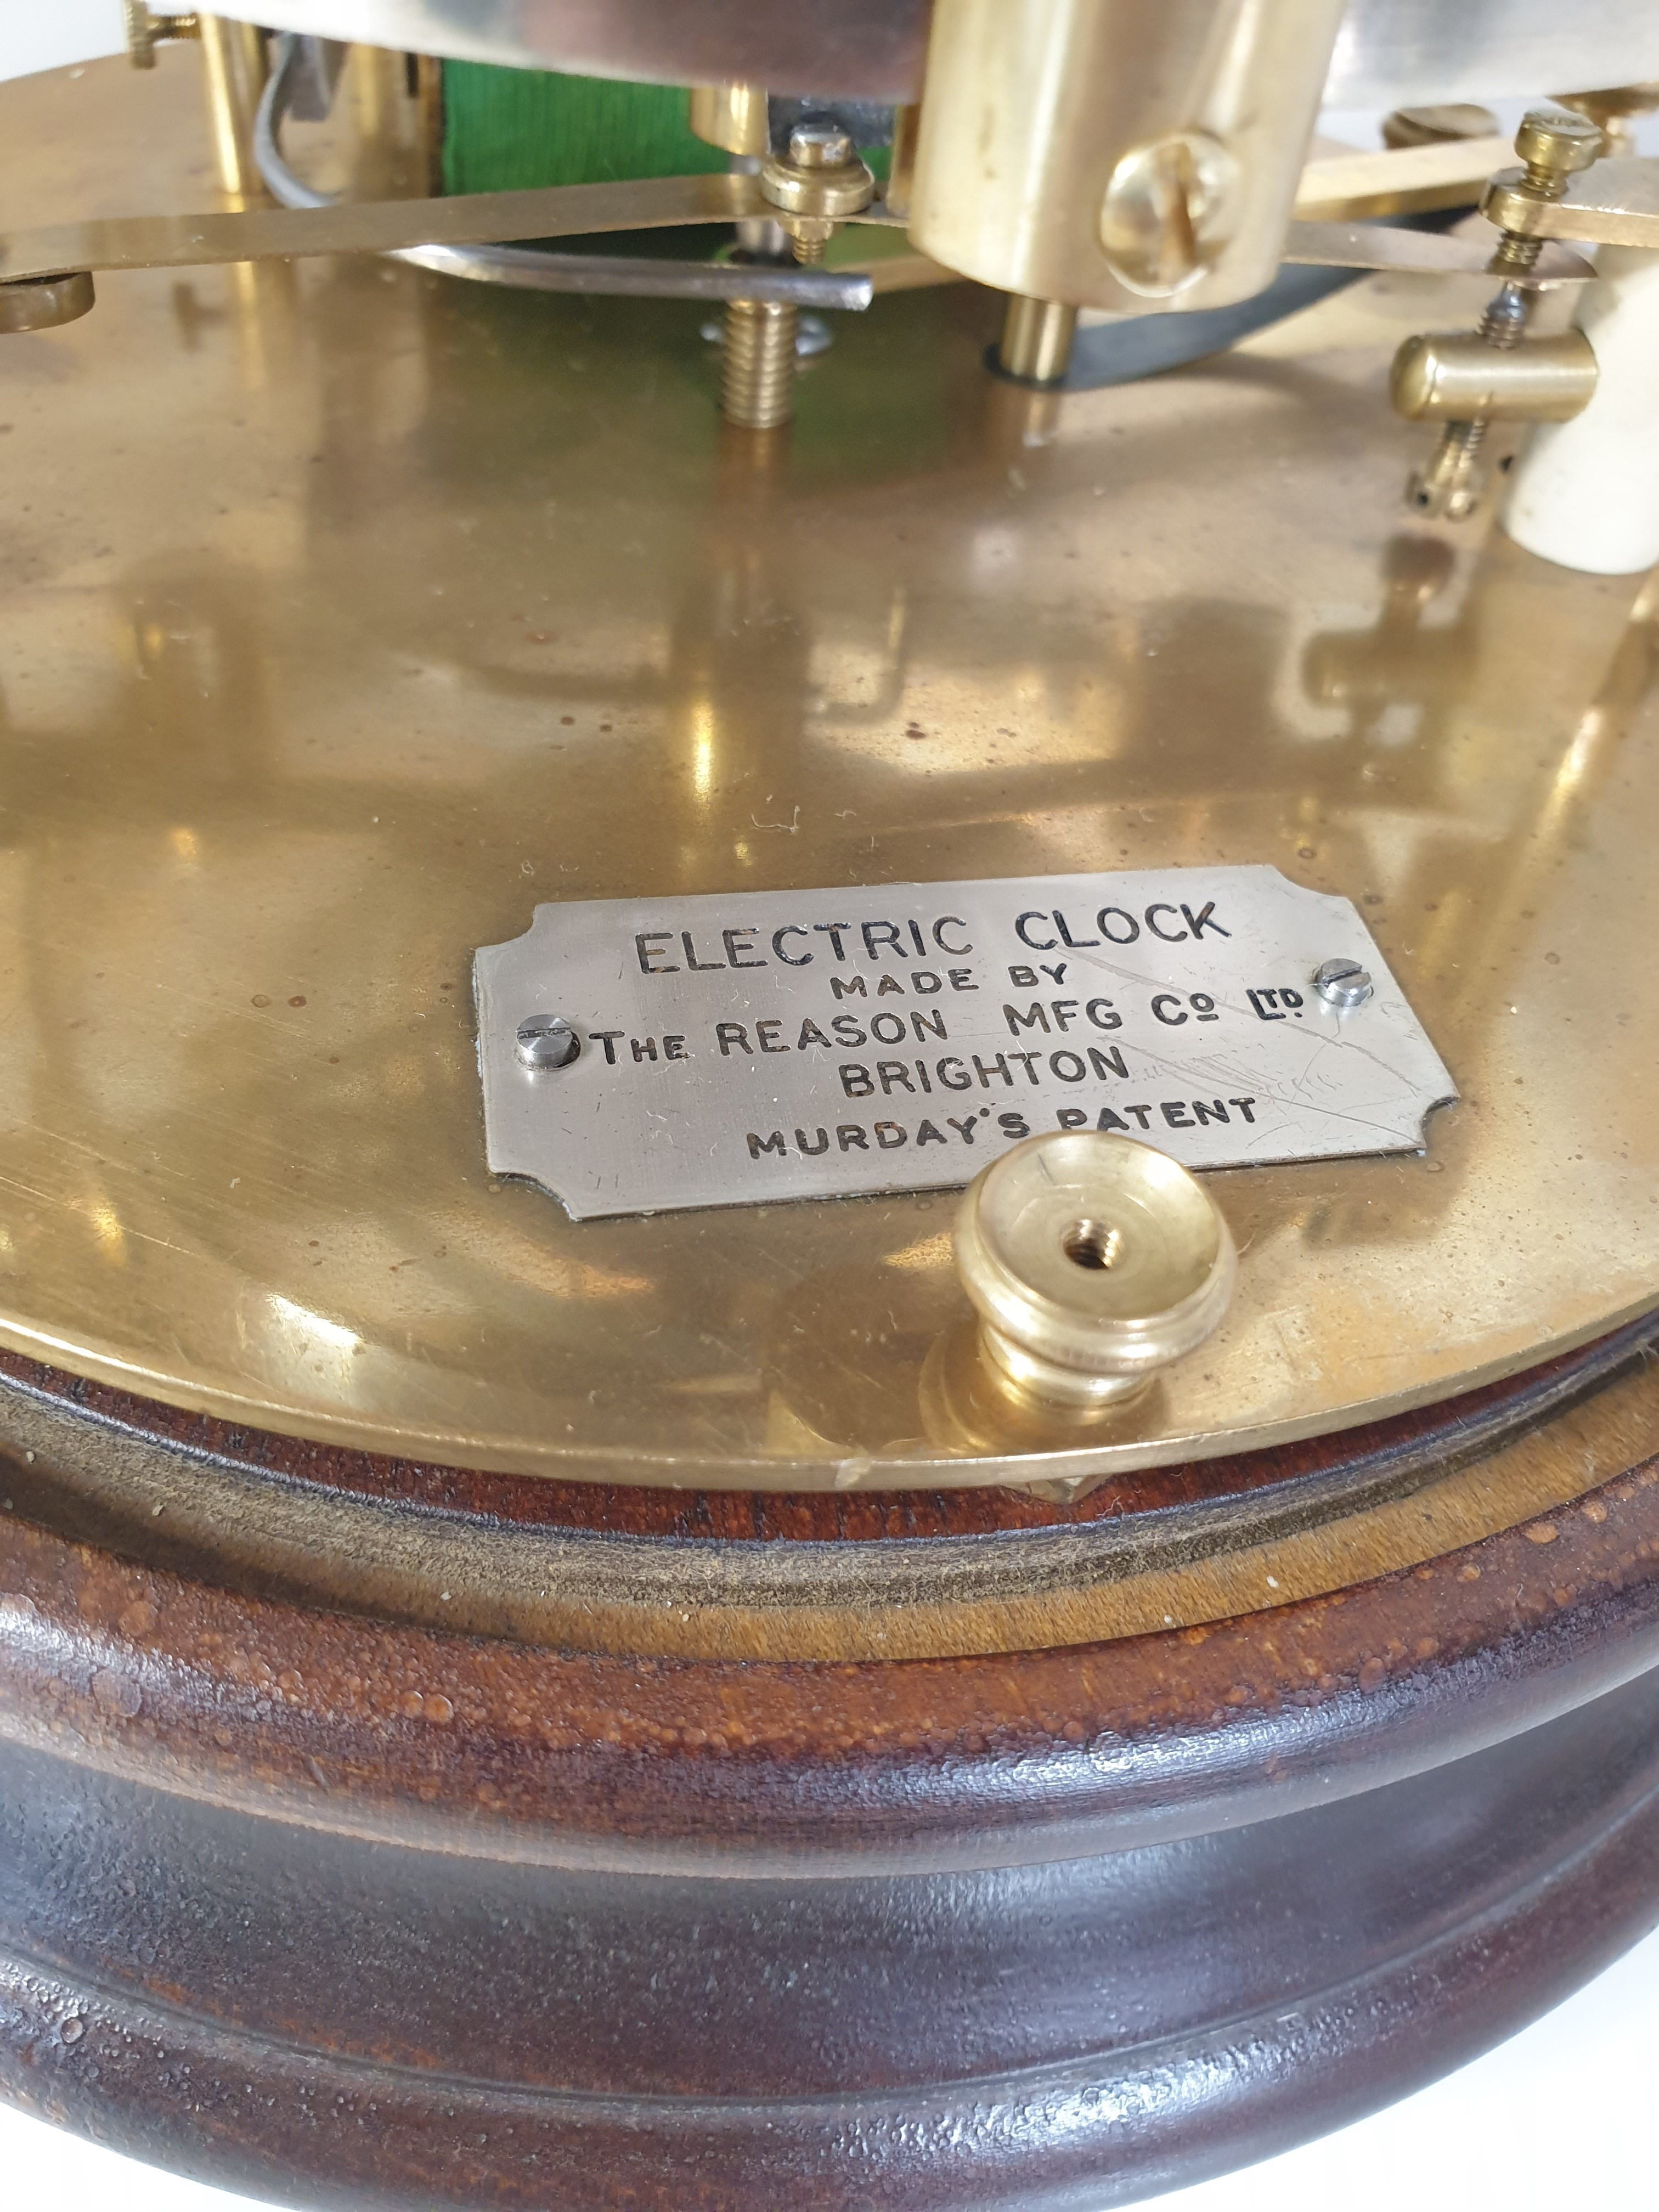 ELECTRIC CLOCK
MADE BY
THE REASON MFG Cº LTD.
BRIGHTON
MURDAY'S PATENT